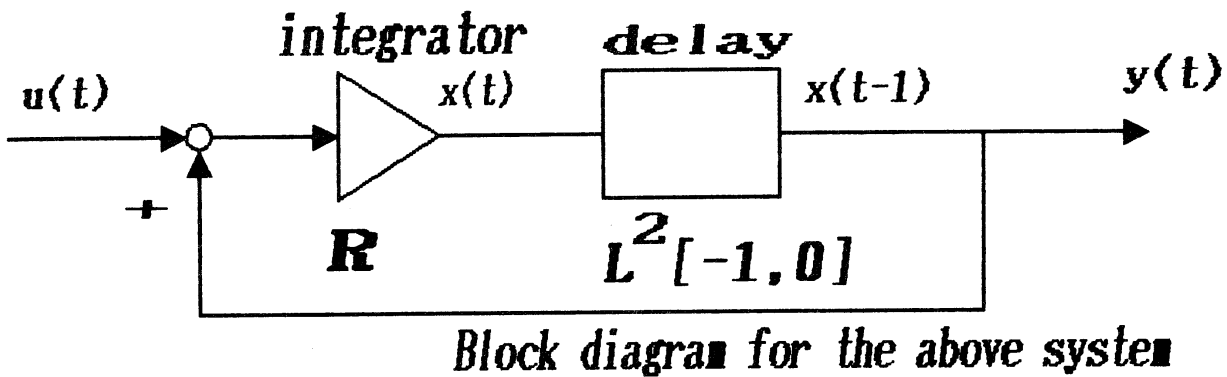 integrator
delay
u(t)
x(t)
x(t-1)
y(t)
+
R
L²[-1,0]
Block diagram for the above system